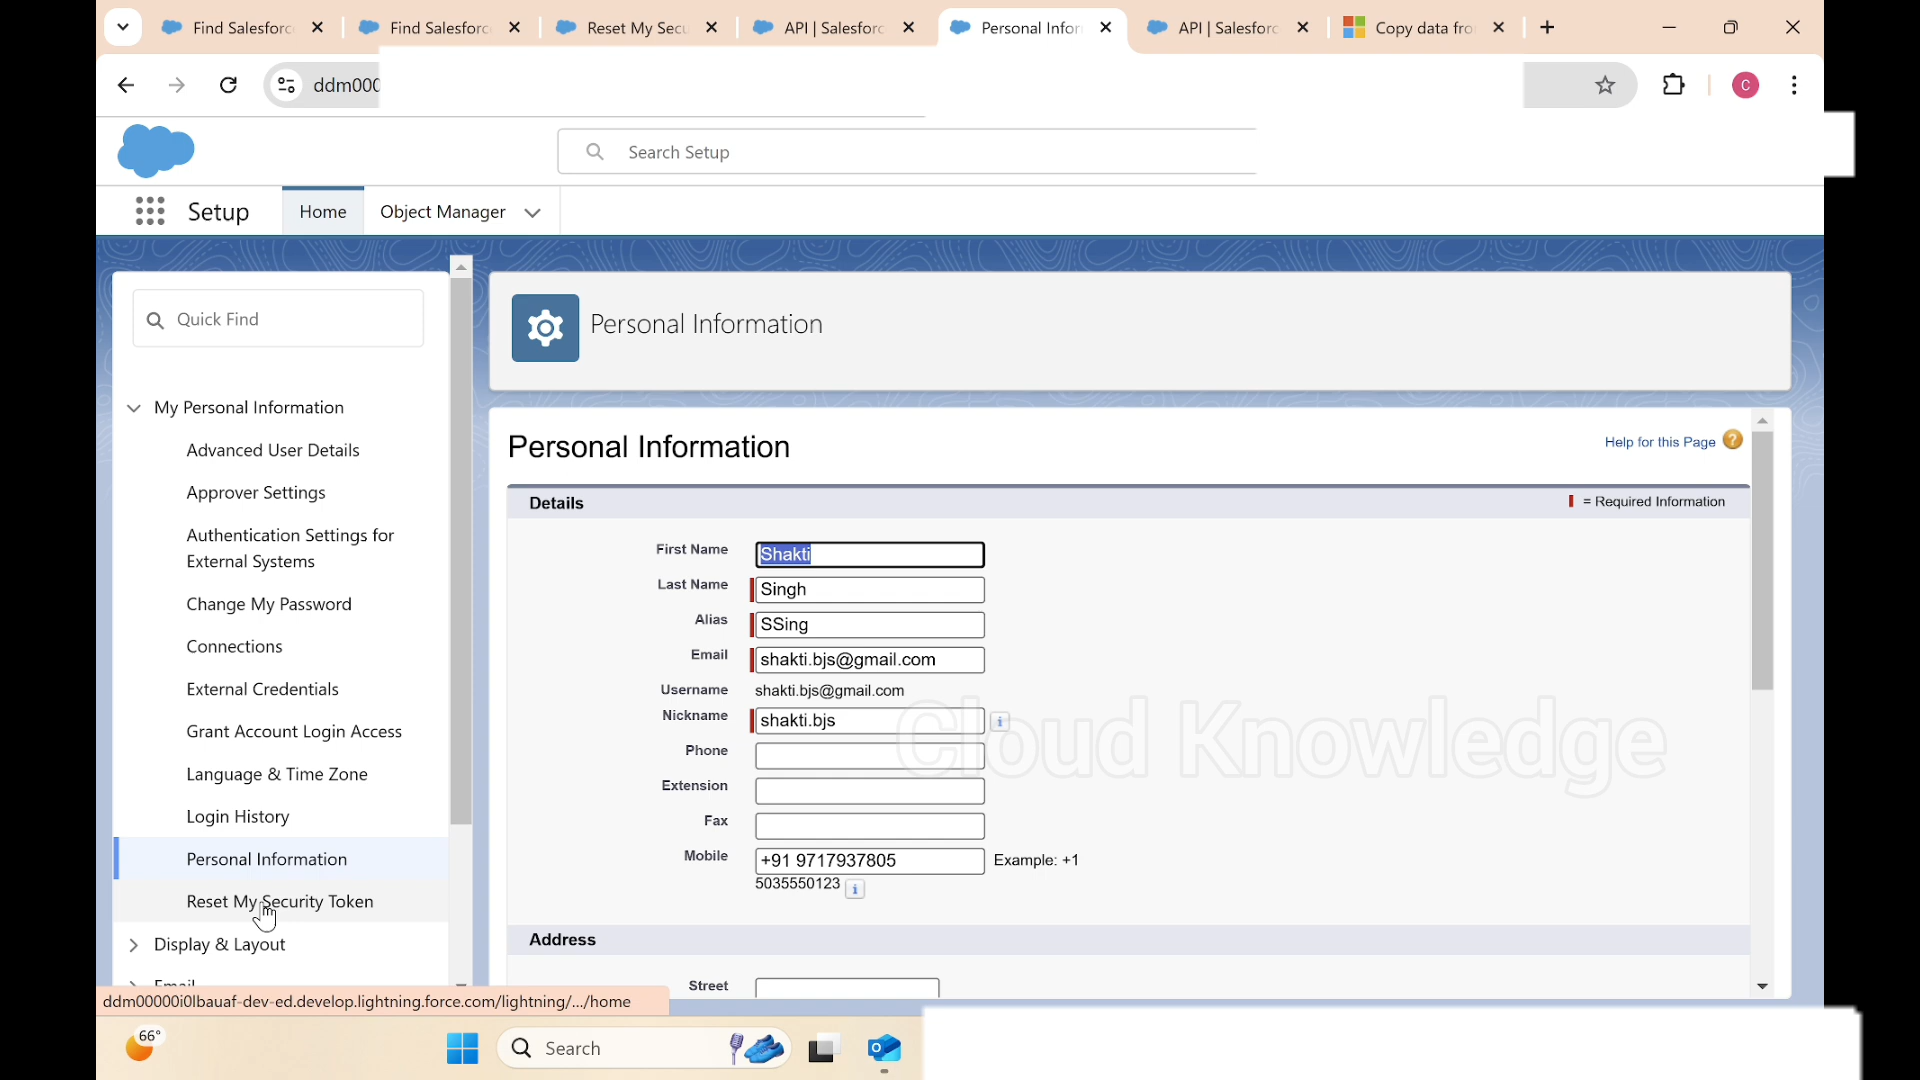 Find Salesforc
Find Salesforc
Reset My Secu
API | Salesforc
Personal Infor
API | Salesforc
Copy data fro
ddm000
C
Search Setup
Setup
Home
Object Manager
Quick Find
My Personal Information
Advanced User Details
Approver Settings
Authentication Settings for
External Systems
Change My Password
Connections
External Credentials
Grant Account Login Access
Language & Time Zone
Login History
Personal Information
Reset My Security Token
Display & Layout
Email
ddm00000i0lbauaf-dev-ed.develop.lightning.force.com/lightning/.../home
Personal Information
Personal Information
Help for this Page ?
Details
= Required Information
First Name Shakti
Last Name Singh
Alias SSing
Email shakti.bjs@gmail.com
Username shakti.bjs@gmail.com
Nickname shakti.bjs
Phone
Extension
Fax
Mobile +91 9717937805 Example: +1
5035550123
Cloud Knowledge
Address
Street
66°
Search